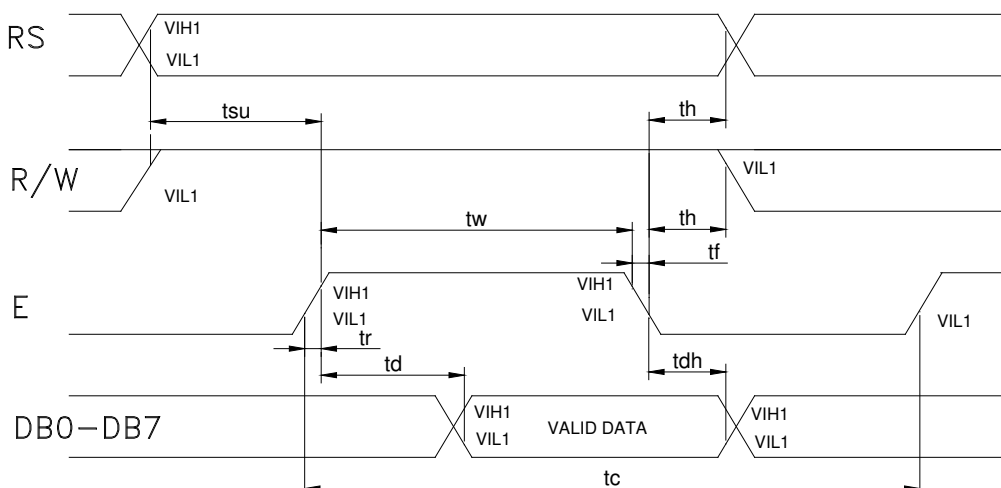 RS
VIH1
VIL1
tsu
th
R/W
VIL1
VIL1
tw
th
tf
E
VIH1
VIL1
VIH1
VIL1
VIL1
tr
td
tdh
DB0-DB7
VIH1
VIL1
VALID DATA
VIH1
VIL1
tc